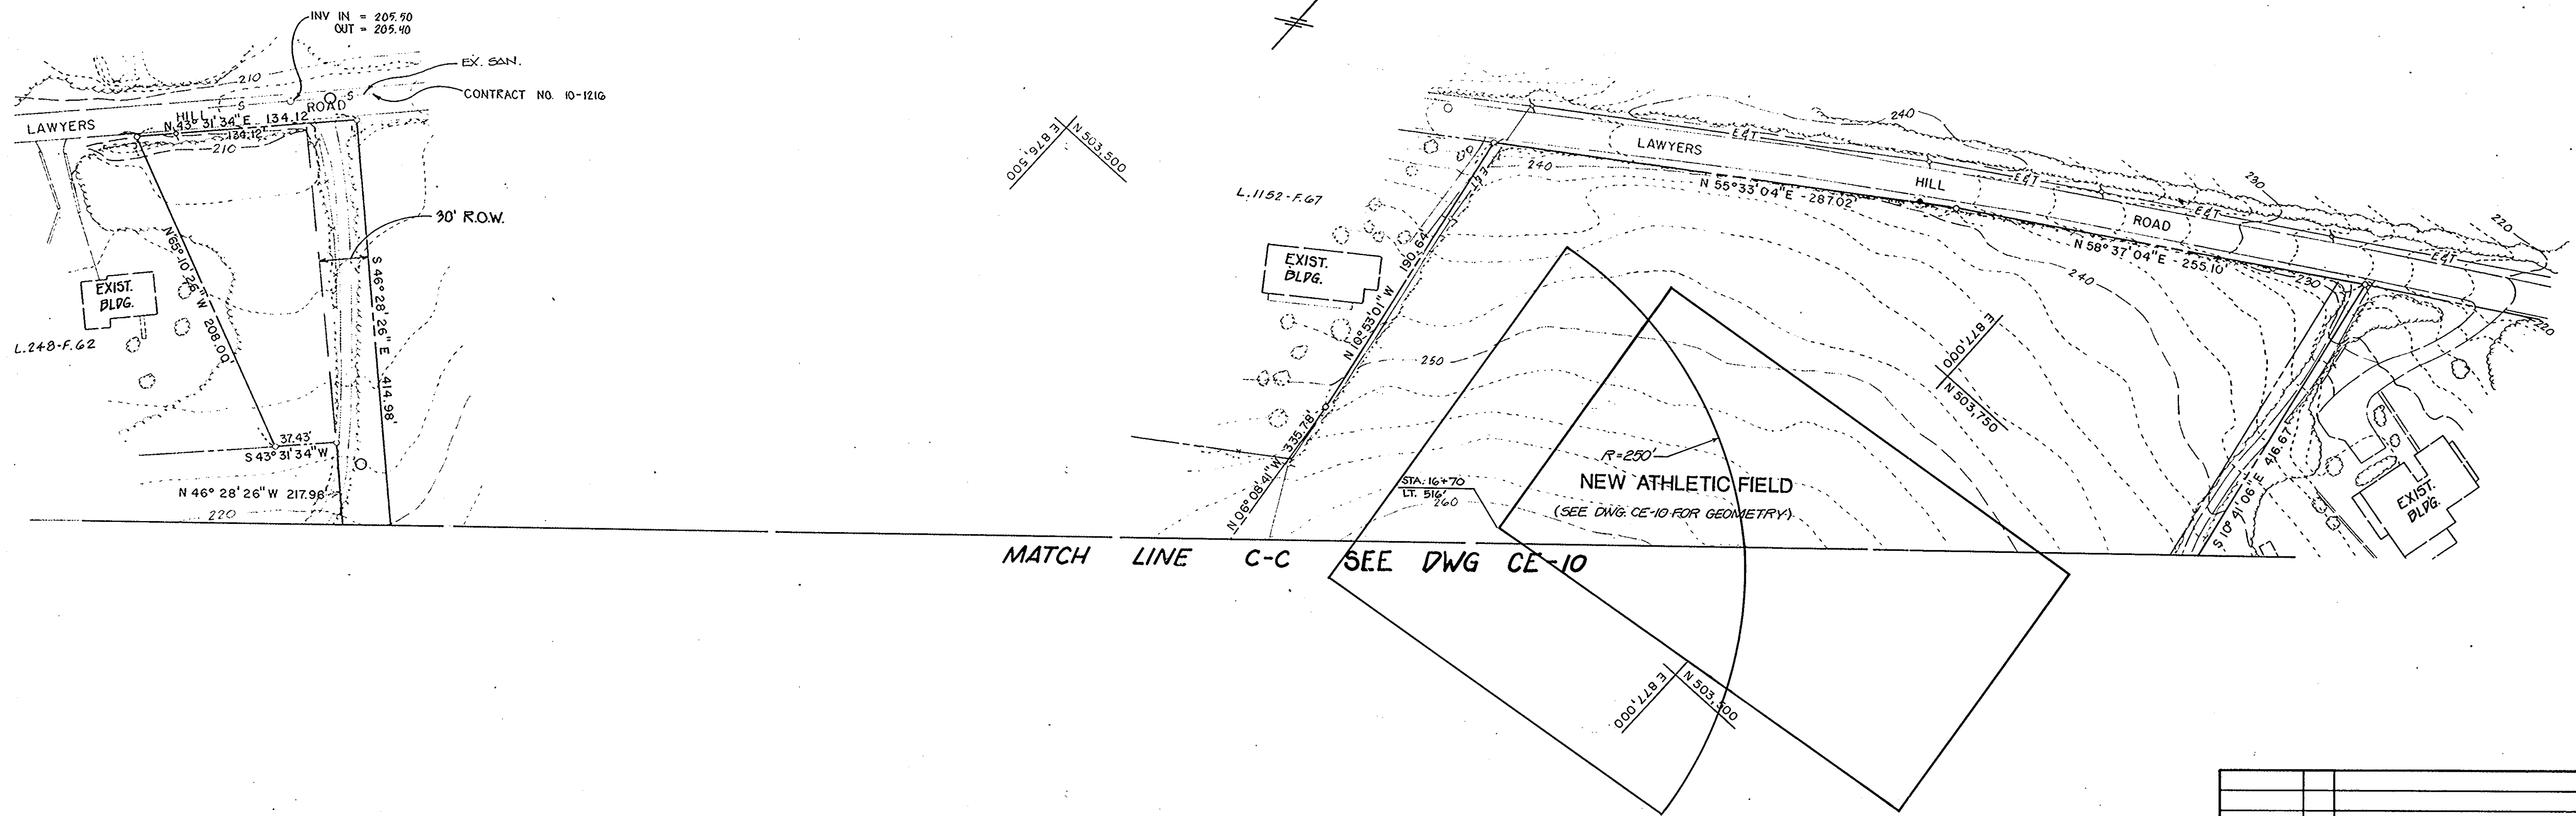 INV IN = 205.50
OUT = 205.40
EX. SAN.
CONTRACT NO. 10-1216
210
S
S
LAWYERS HILL ROAD
N 43° 31' 34" E 134.12
134.12'
210
30' R.O.W.
N 65° 10' 26" W 208.00'
S 46° 28' 26" E 414.98'
EXIST.
BLDG.
L.248-F.62
37.43'
S 43° 31' 34" W
N 46° 28' 26" W 217.98'
220
E 876,500
N 503,500
L.1152-F.67
EXIST.
BLDG.
LAWYERS HILL ROAD
240
E&T
E&T
E&T
E&T
E&T
230
220
240
N 55° 33' 04" E - 287.02'
N 58° 37' 04" E - 255.10'
230
220
240
190.64
N 10° 53' 01" W
250
N 06° 08' 41" W 335.78'
E 877,000
N 503,750
R=250'
NEW ATHLETIC FIELD
(SEE DWG. CE-10 FOR GEOMETRY)
STA. 16+70
LT. 516'
260
S 10° 41' 06" E 416.67'
EXIST.
BLDG.
MATCH LINE C-C SEE DWG CE-10
E 877,000
N 503,500